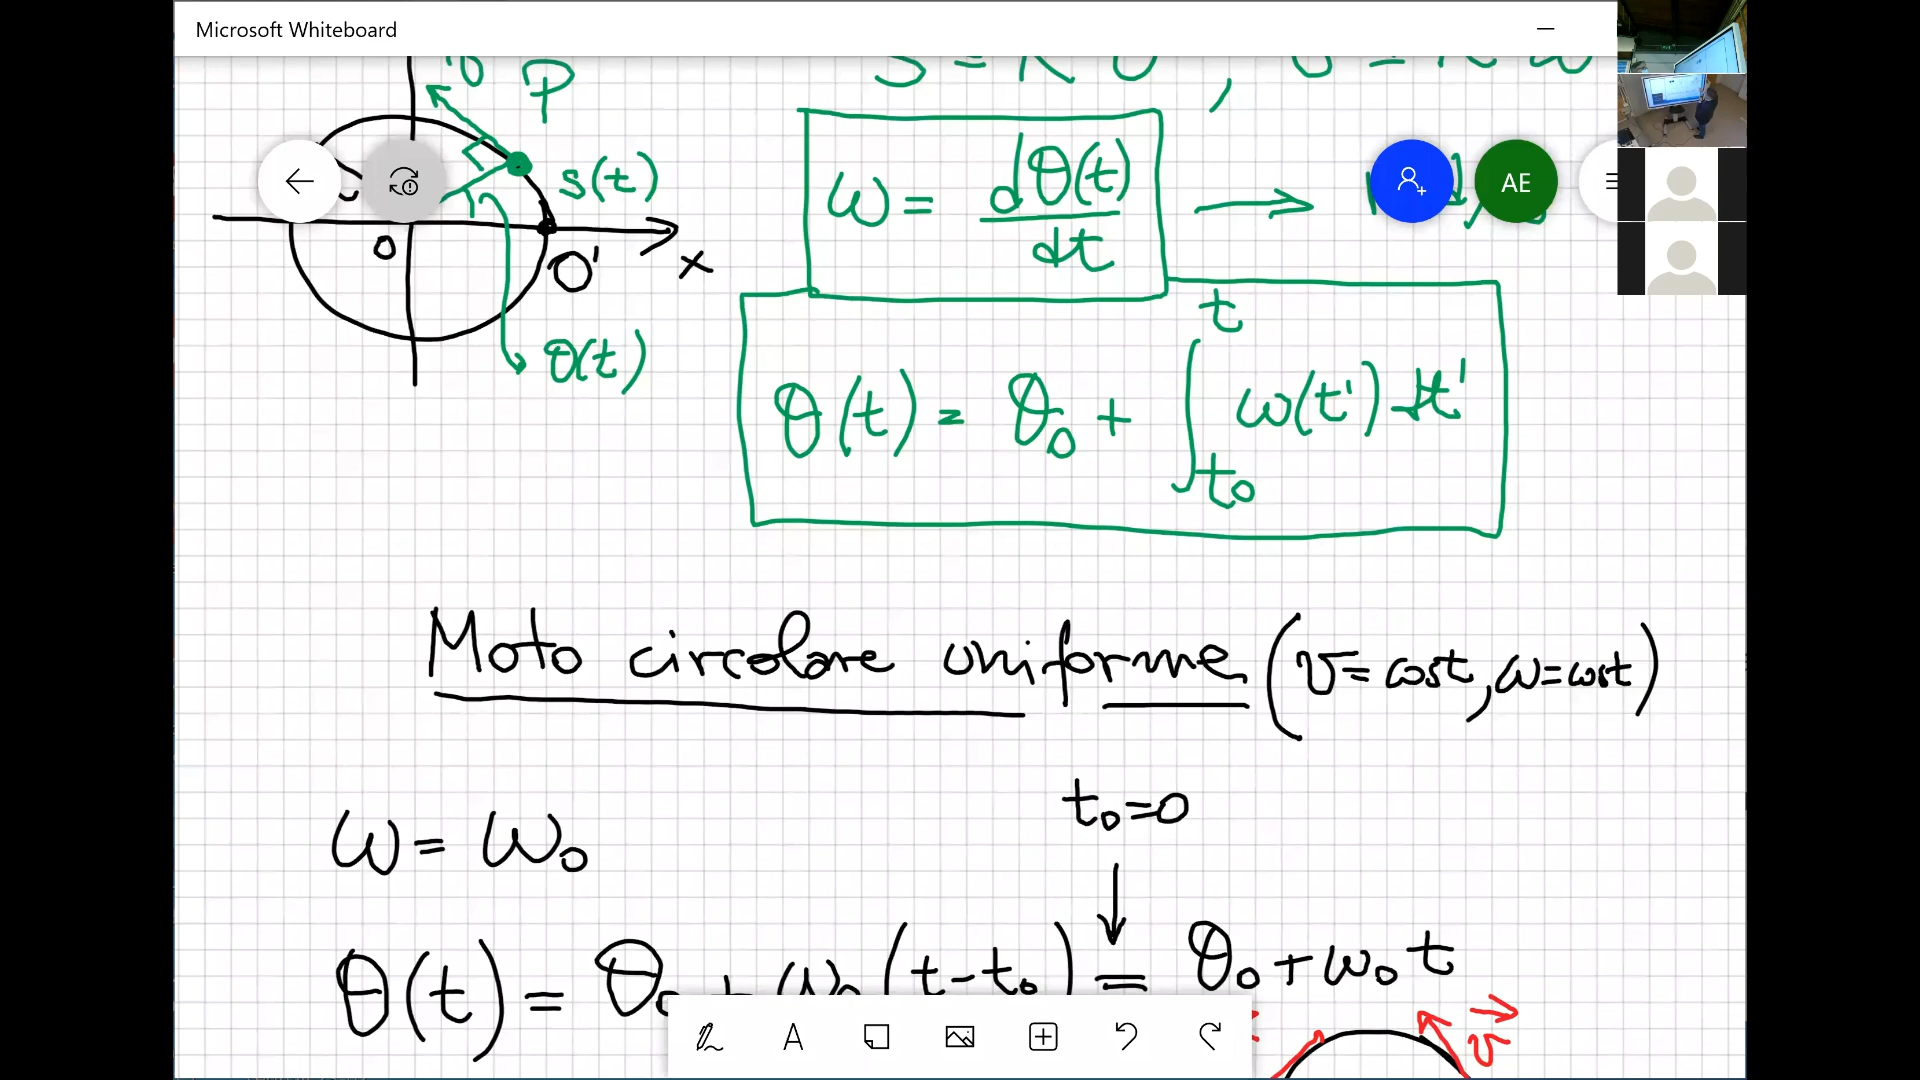 Microsoft Whiteboard
P
S = R θ , v = R ω
s(t)
ω = dθ(t)/dt →
AE
O
O'
x
θ(t)
θ(t) = θ₀ + ∫_{t₀}^{t} ω(t') dt'
Moto circolare uniforme (v = cost, ω = cost)
t₀=0
ω = ω₀
↓
θ(t) = θ₀ + ω₀ (t - t₀) = θ₀ + ω₀ t
A
v⃗